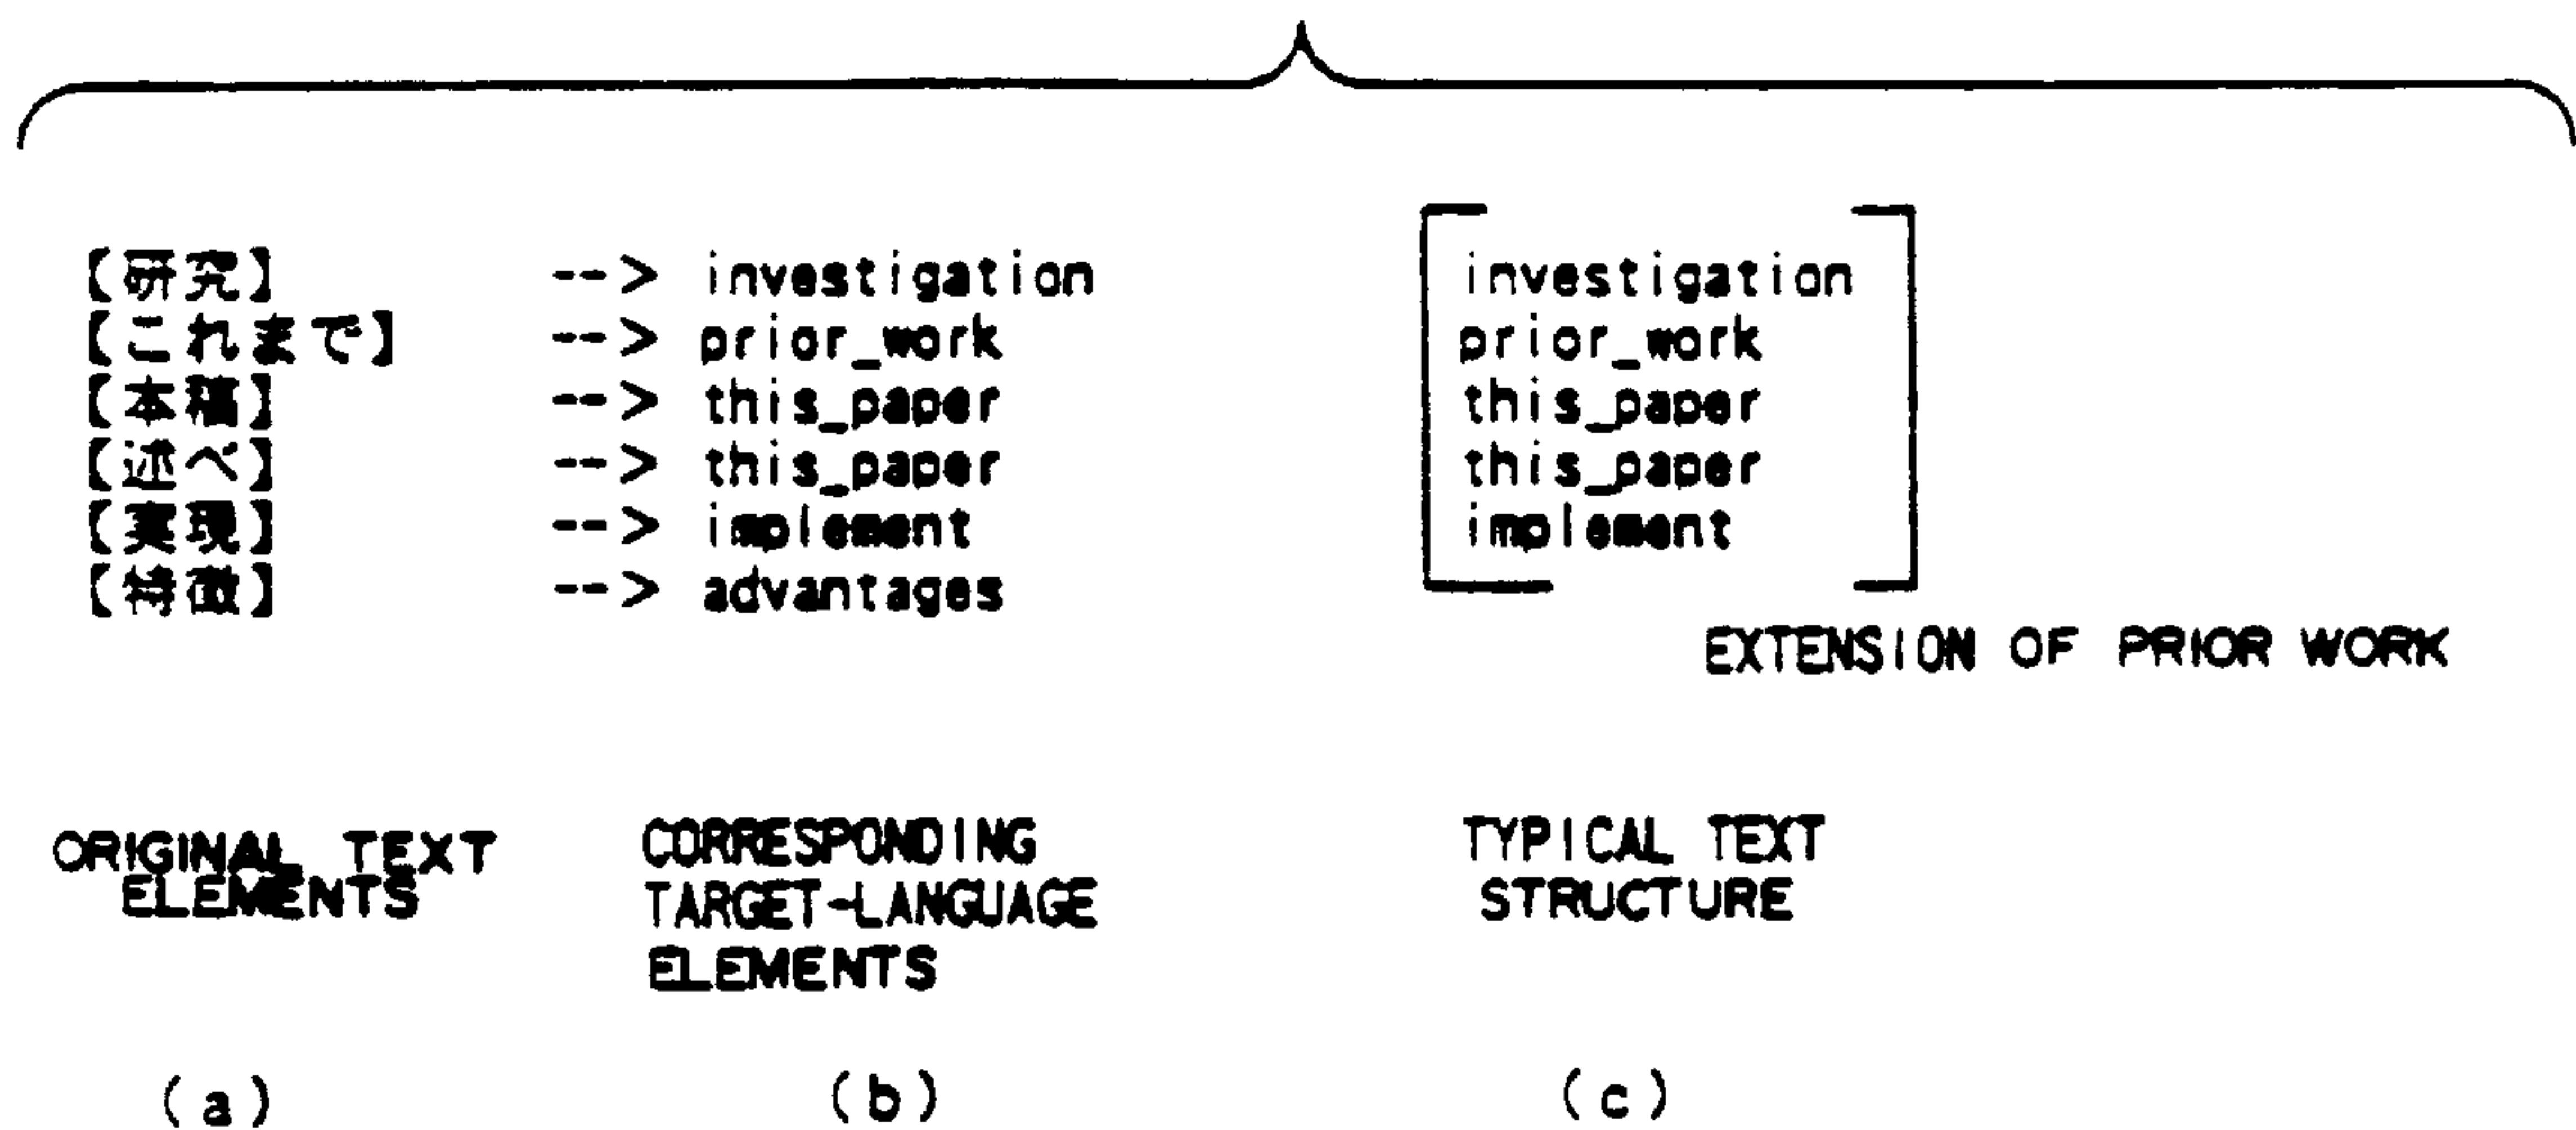 【研究】 --> investigation investigation
【これまで】 --> prior_work prior_work
【本稿】 --> this_paper this_paper
【述べ】 --> this_paper this_paper
【実現】 --> implement implement
【特徴】 --> advantages
EXTENSION OF PRIOR WORK
ORIGINAL TEXT
ELEMENTS
CORRESPONDING
TARGET-LANGUAGE
ELEMENTS
TYPICAL TEXT
STRUCTURE
(a) (b) (c)